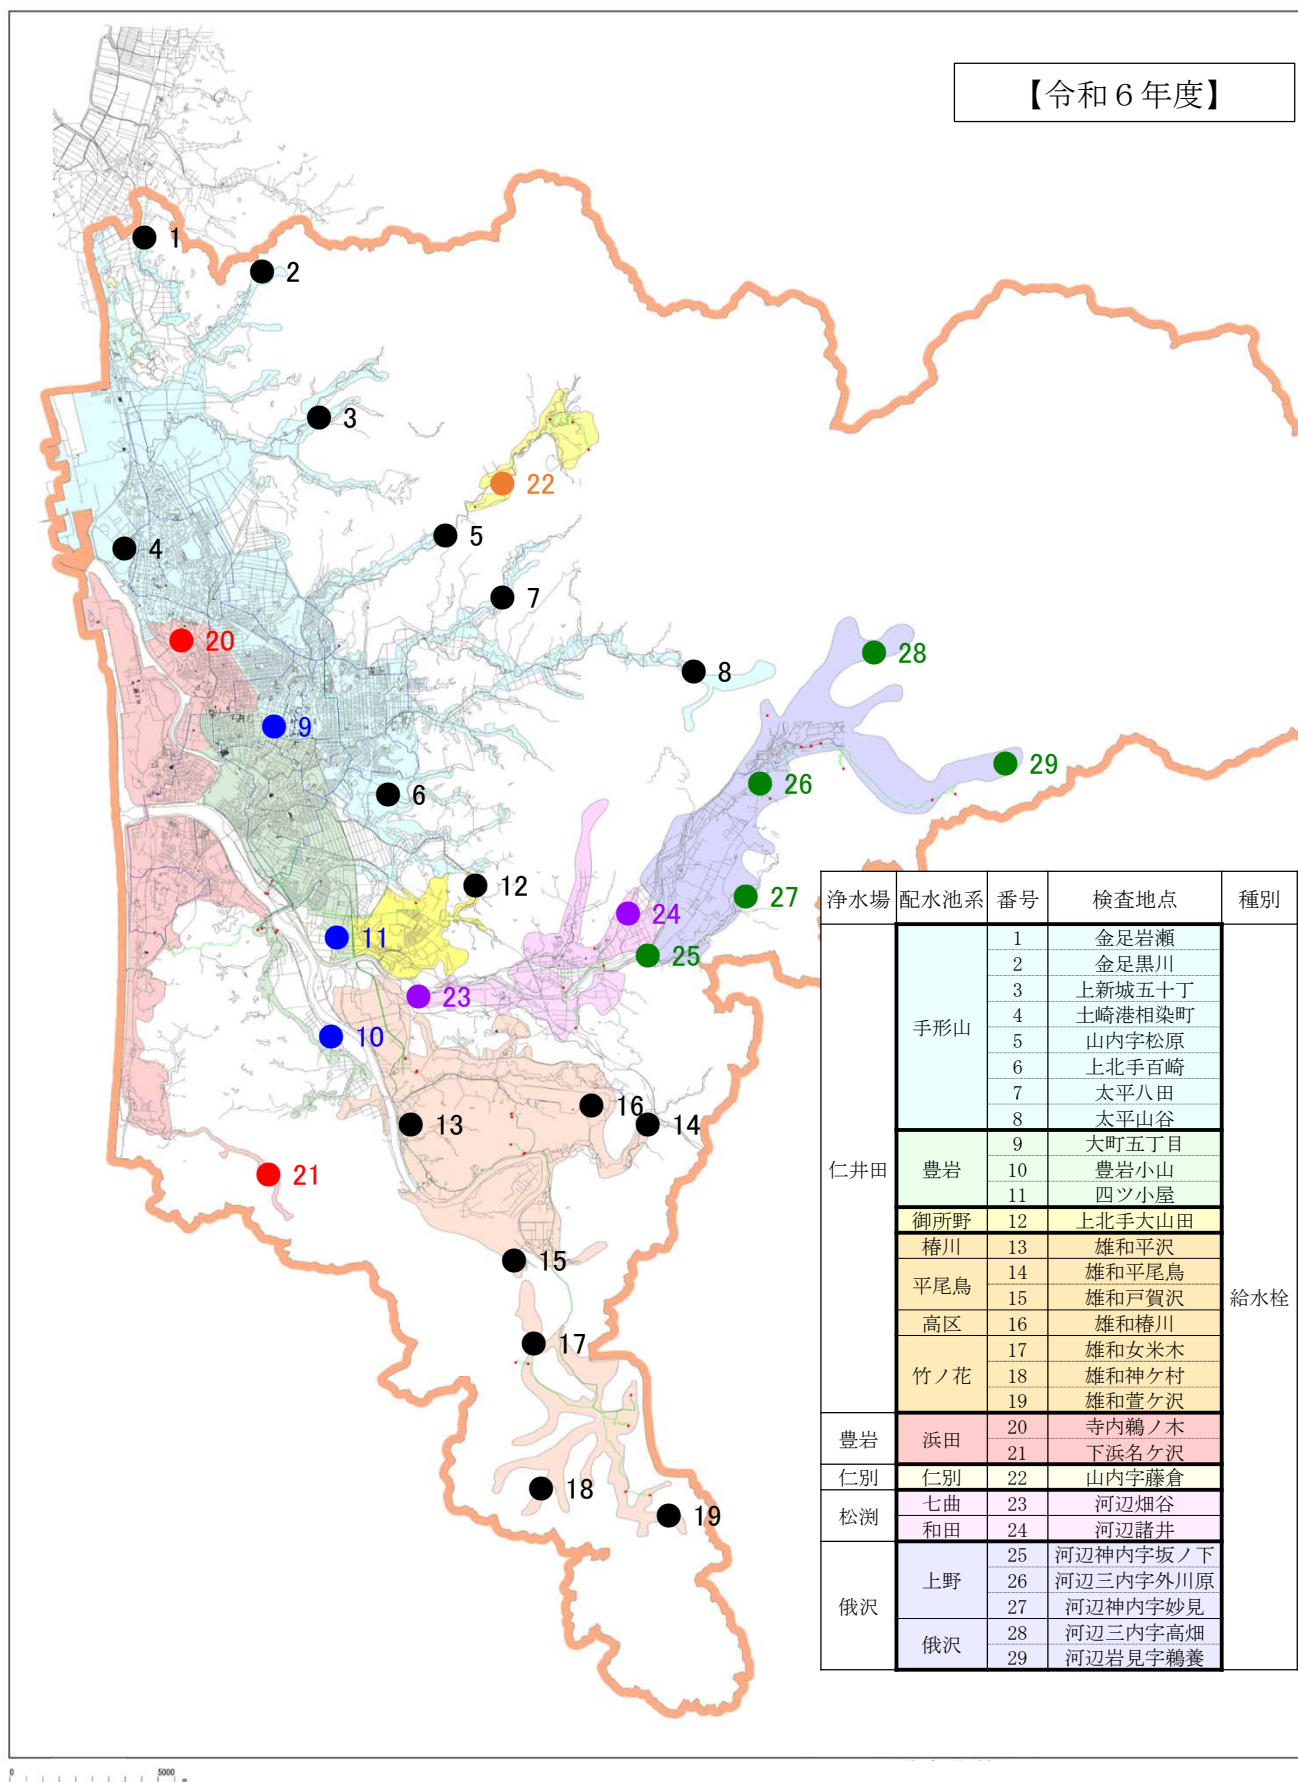 【令和６年度】
1
2
3
22
5
4
7
20
28
8
9
29
26
6
12
27
24
11
25
23
10
16
13
14
21
15
17
18
19
浄水場 配水池系 番号 検査地点 種別
仁井田 手形山 1 金足岩瀬 給水栓
2 金足黒川
3 上新城五十丁
4 土崎港相染町
5 山内字松原
6 上北手百崎
7 太平八田
8 太平山谷
豊岩 9 大町五丁目
10 豊岩小山
11 四ツ小屋
御所野 12 上北手大山田
椿川 13 雄和平沢
平尾鳥 14 雄和平尾鳥
15 雄和戸賀沢
高区 16 雄和椿川
竹ノ花 17 雄和女米木
18 雄和神ケ村
19 雄和萱ケ沢
豊岩 浜田 20 寺内鵜ノ木
21 下浜名ケ沢
仁別 仁別 22 山内字藤倉
松渕 七曲 23 河辺畑谷
和田 24 河辺諸井
俄沢 上野 25 河辺神内字坂ノ下
26 河辺三内字外川原
27 河辺神内字妙見
俄沢 28 河辺三内字高畑
29 河辺岩見字鵜養
0 5000
m